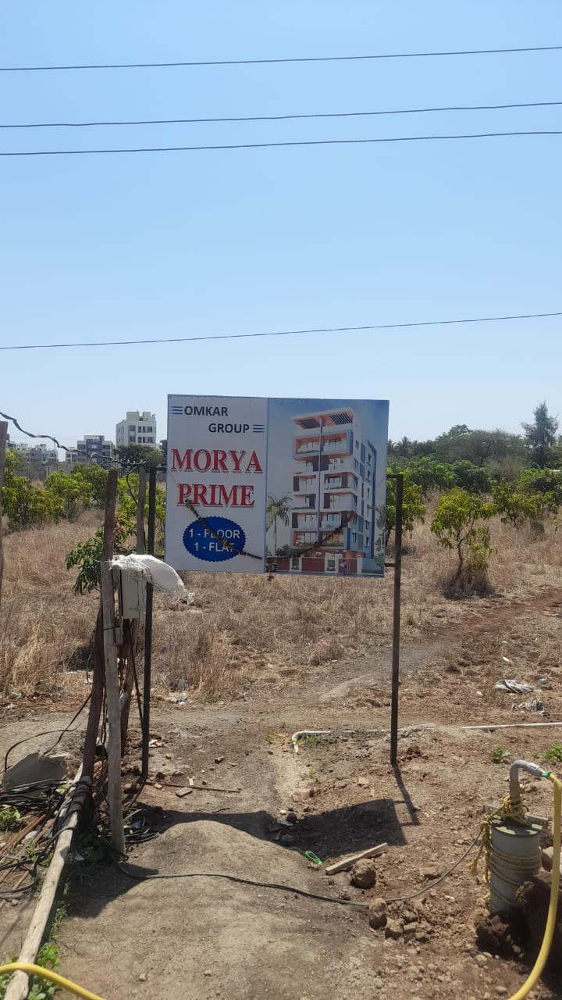 OMKAR
GROUP
MORYA
PRIME
1 - FLOOR
1 - FLAT